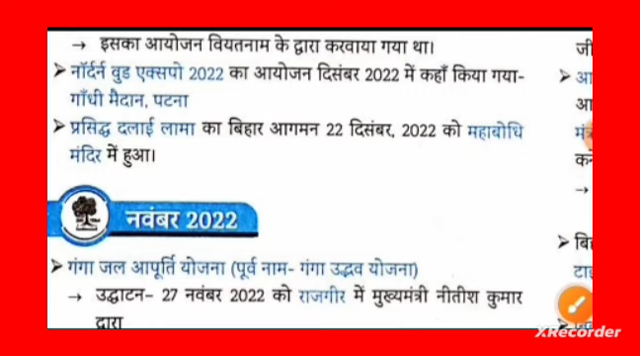 → इसका आयोजन वियतनाम के द्वारा करवाया गया था।
➤ नॉर्दर्न वुड एक्सपो 2022 का आयोजन दिसंबर 2022 में कहाँ किया गया-
गाँधी मैदान, पटना
➤ प्रसिद्ध दलाई लामा का बिहार आगमन 22 दिसंबर, 2022 को महाबोधि
मंदिर में हुआ।
नवंबर 2022
➤ गंगा जल आपूर्ति योजना (पूर्व नाम- गंगा उद्भव योजना)
→ उद्घाटन– 27 नवंबर 2022 को राजगीर में मुख्यमंत्री नीतीश कुमार
द्वारा
XRecorder